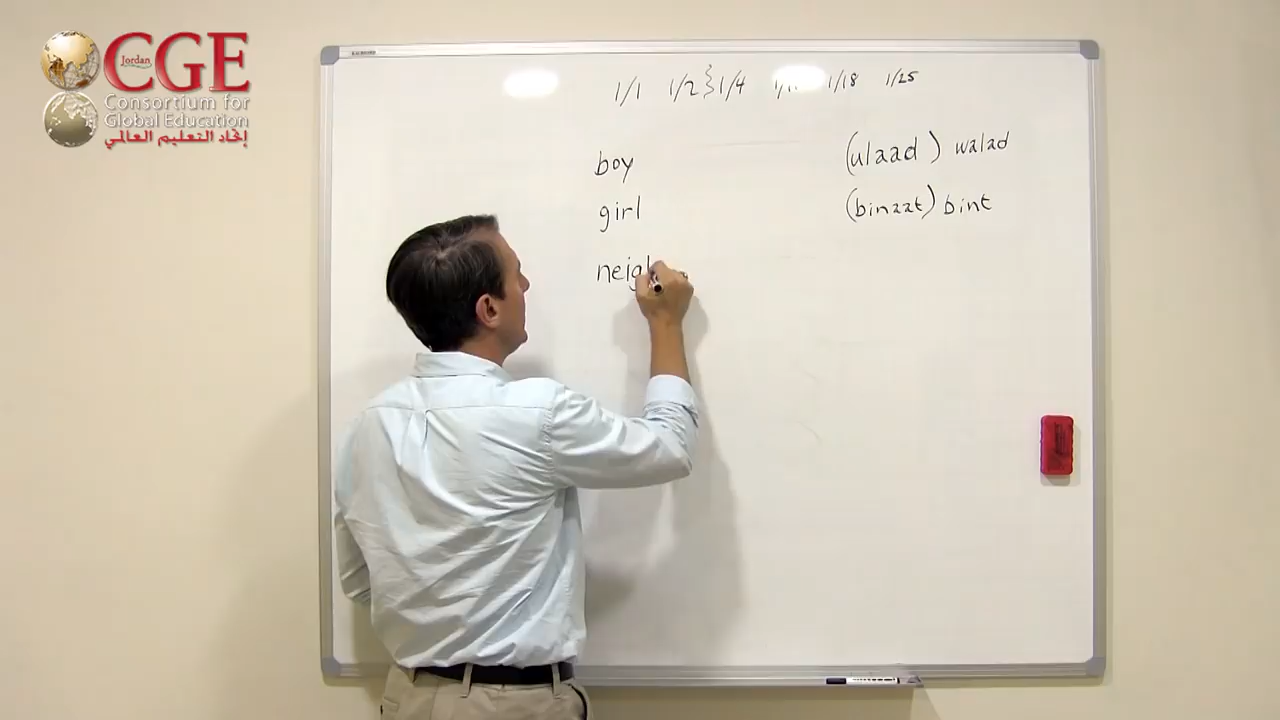 Jordan
CGE
Consortium for
Global Education
إتحاد التعليم العالمي
1/1 1/2 1/4 1/18 1/25
boy (ulaad) walad
girl (binaat) bint
neigh